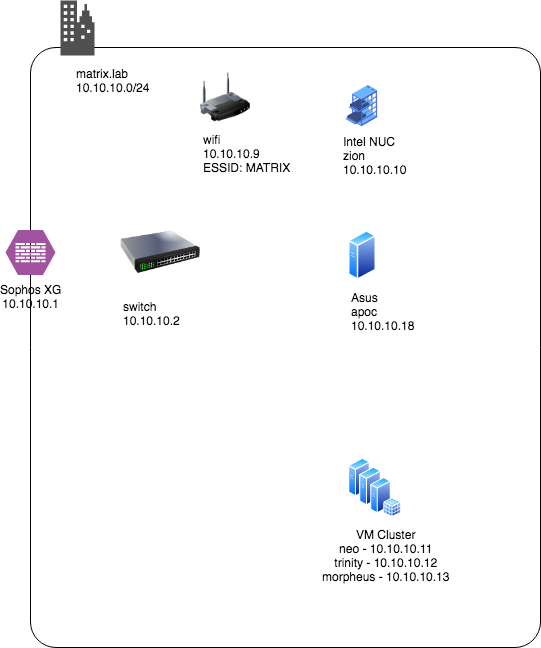 matrix.lab
10.10.10.0/24
wifi
10.10.10.9
ESSID: MATRIX
Intel NUC
zion
10.10.10.10
Sophos XG
10.10.10.1
switch
10.10.10.2
Asus
apoc
10.10.10.18
VM Cluster
neo - 10.10.10.11
trinity - 10.10.10.12
morpheus - 10.10.10.13